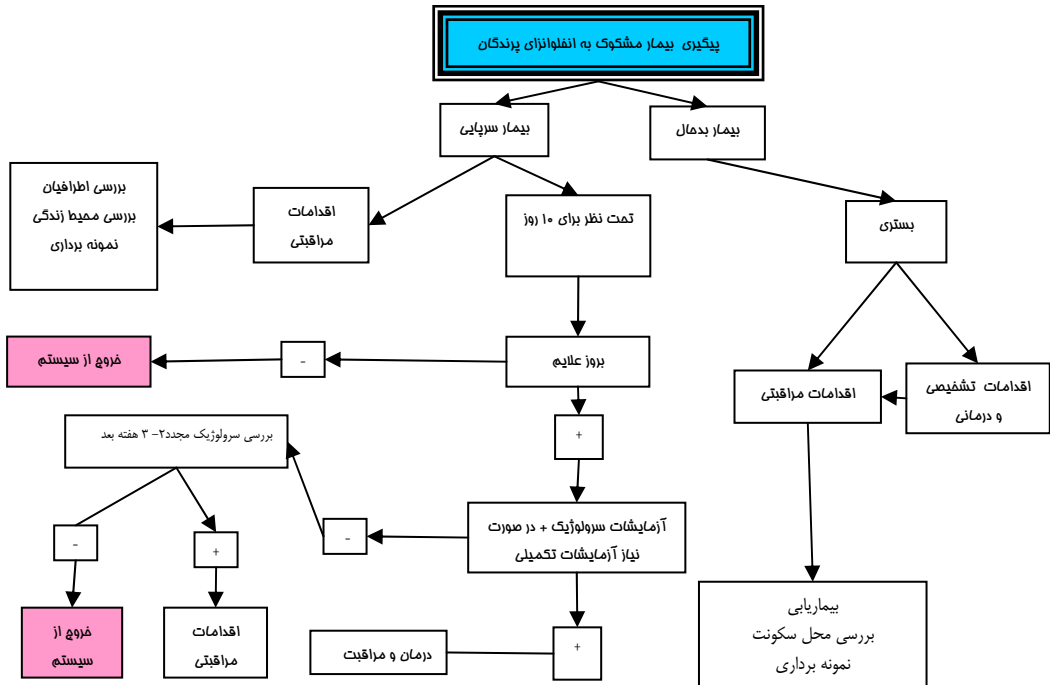 پیگیری بیمار مشکوک به انفلوانزای پرندگان
بیمار سرپایی
بیمار بدحال
بررسی اطرافیان
بررسی محیط زندگی
نمونه برداری
اقدامات
مراقبتی
تحت نظر برای ۱۰ روز
بستری
خروج از سیستم
-
بروز علایم
اقدامات مراقبتی
اقدامات تشخیصی
و درمانی
+
بررسی سرولوژیک مجدد۲- ۳ هفته بعد
آزمایشات سرولوژیک + در صورت
نیاز آزمایشات تکمیلی
-
-
+
خروج از
سیستم
اقدامات
مراقبتی
درمان و مراقبت
+
بیماریابی
بررسی محل سکونت
نمونه برداری